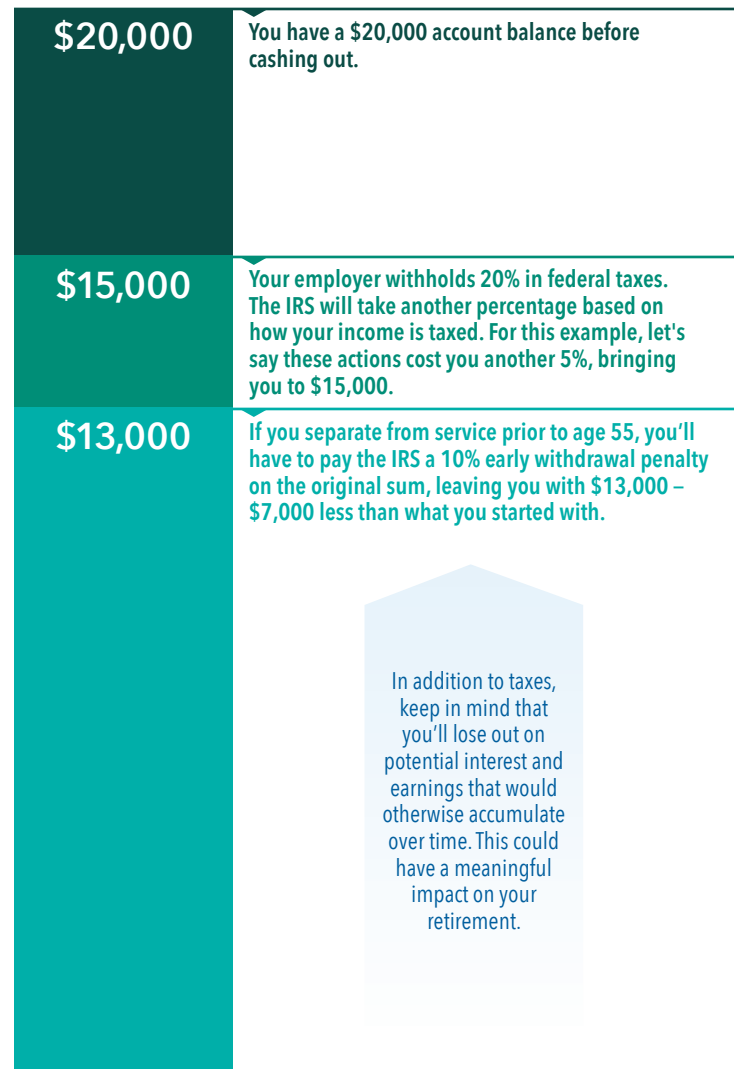 $20,000
You have a $20,000 account balance before
cashing out.
$15,000
Your employer withholds 20% in federal taxes.
The IRS will take another percentage based on
how your income is taxed. For this example, let's
say these actions cost you another 5%, bringing
you to $15,000.
$13,000
If you separate from service prior to age 55, you’ll
have to pay the IRS a 10% early withdrawal penalty
on the original sum, leaving you with $13,000 –
$7,000 less than what you started with.
In addition to taxes,
keep in mind that
you’ll lose out on
potential interest and
earnings that would
otherwise accumulate
over time. This could
have a meaningful
impact on your
retirement.